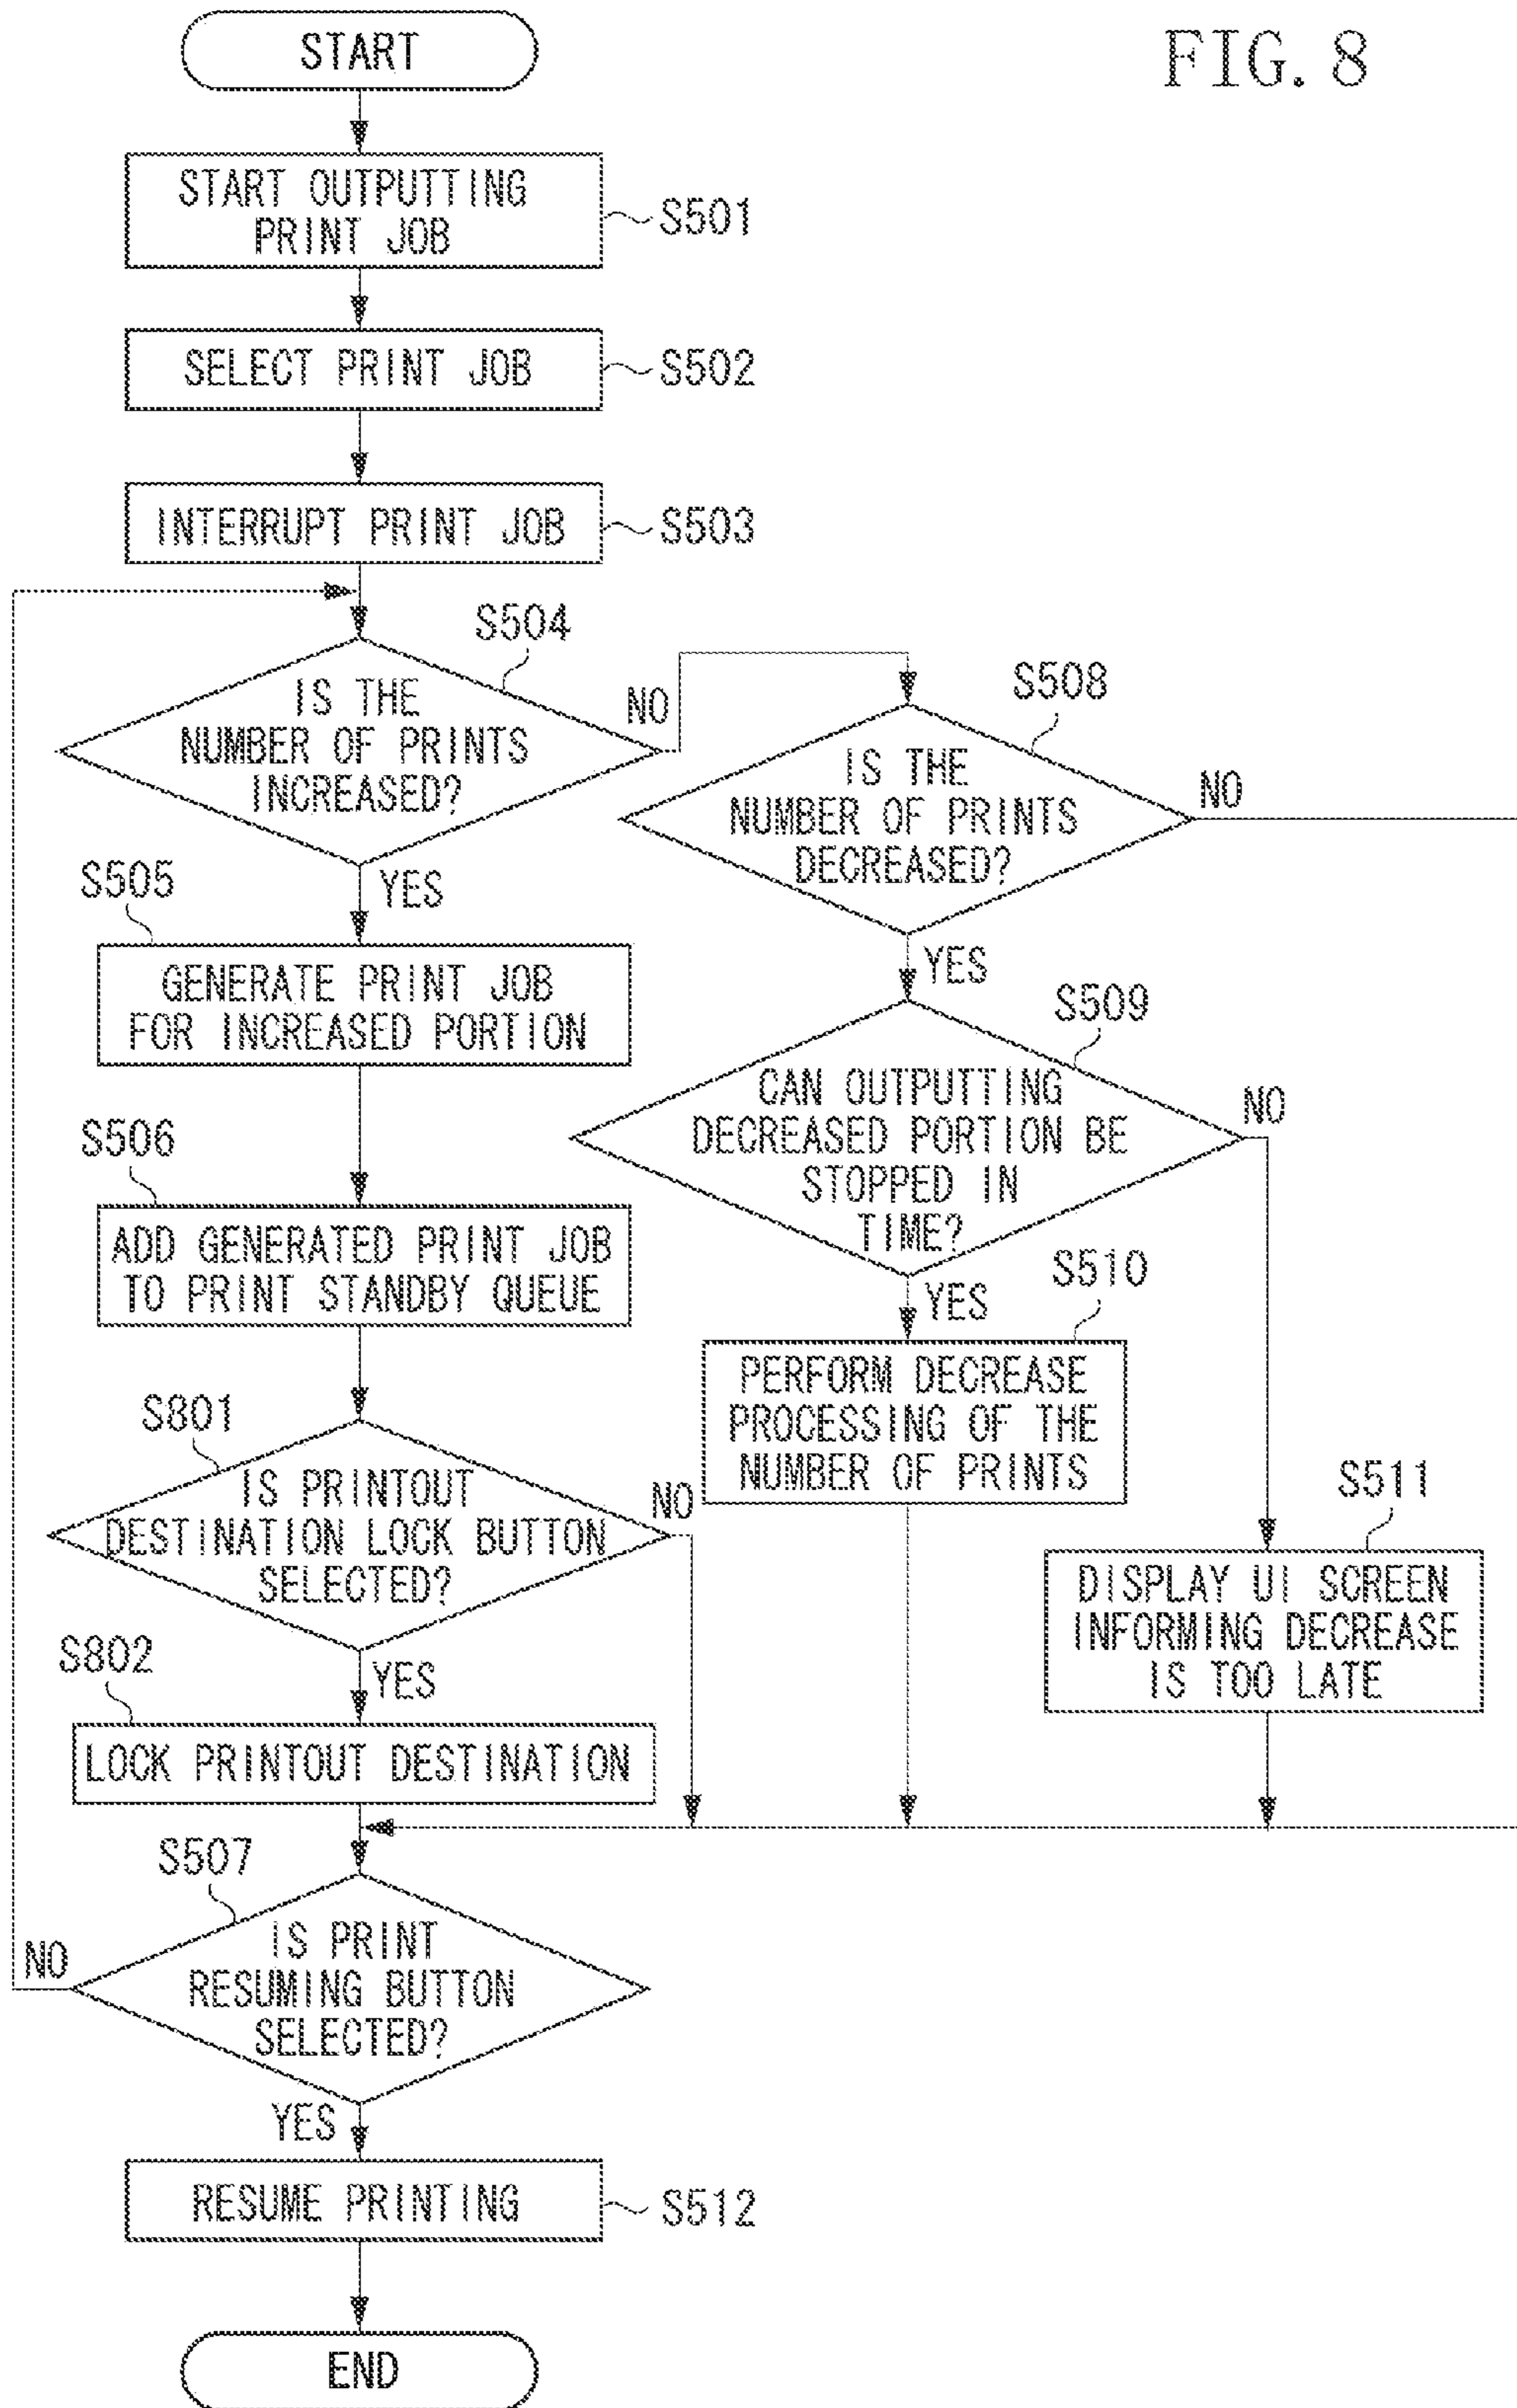 FIG. 8
START
START OUTPUTTING
PRINT JOB
S501
SELECT PRINT JOB
S502
INTERRUPT PRINT JOB
S503
S504
IS THE
NUMBER OF PRINTS
INCREASED?
NO
YES
S505
GENERATE PRINT JOB
FOR INCREASED PORTION
S506
ADD GENERATED PRINT JOB
TO PRINT STANDBY QUEUE
S801
IS PRINTOUT
DESTINATION LOCK BUTTON
SELECTED?
NO
YES
S802
LOCK PRINTOUT DESTINATION
S507
IS PRINT
RESUMING BUTTON
SELECTED?
NO
YES
RESUME PRINTING
S512
END
S508
IS THE
NUMBER OF PRINTS
DECREASED?
NO
YES
S509
CAN OUTPUTTING
DECREASED PORTION BE
STOPPED IN
TIME?
NO
YES
S510
PERFORM DECREASE
PROCESSING OF THE
NUMBER OF PRINTS
S511
DISPLAY UI SCREEN
INFORMING DECREASE
IS TOO LATE